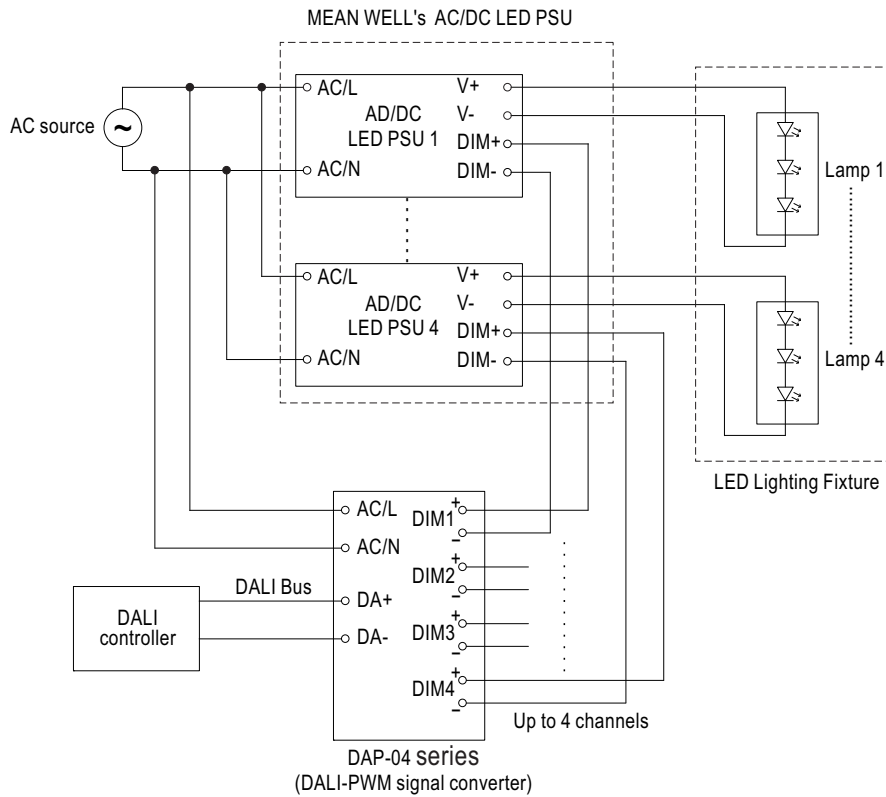 MEAN WELL's AC/DC LED PSU
AC source
~
AC/L
V+
AD/DC
LED PSU 1
V-
DIM+
AC/N
DIM-
Lamp 1
AC/L
V+
AD/DC
LED PSU 4
V-
DIM+
AC/N
DIM-
Lamp 4
LED Lighting Fixture
AC/L
DIM1
+
−
AC/N
DIM2
+
−
DALI Bus
DA+
DALI
controller
DIM3
+
−
DA-
DIM4
+
−
Up to 4 channels
DAP-04 series
(DALI-PWM signal converter)